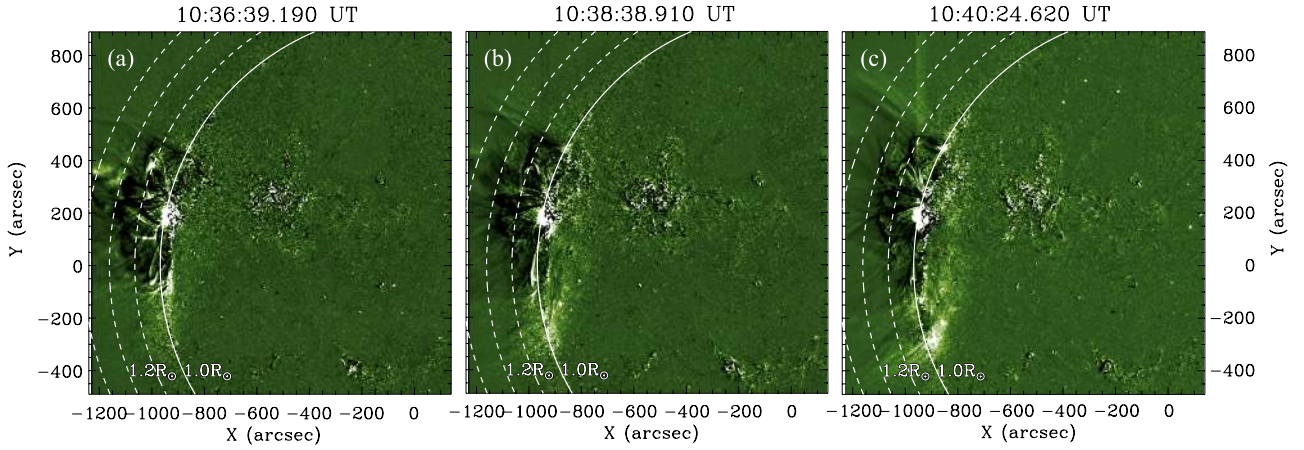 10:36:39.190 UT 10:38:38.910 UT 10:40:24.620 UT
(a) (b) (c)
800 800
600 600
400 400
200 200
0 0
−200 −200
−400 −400
Y (arcsec) Y (arcsec)
1.2R☉ 1.0R☉ 1.2R☉ 1.0R☉ 1.2R☉ 1.0R☉
−1200 −1000 −800 −600 −400 −200 0 −1200 −1000 −800 −600 −400 −200 0 −1200 −1000 −800 −600 −400 −200 0
X (arcsec) X (arcsec) X (arcsec)